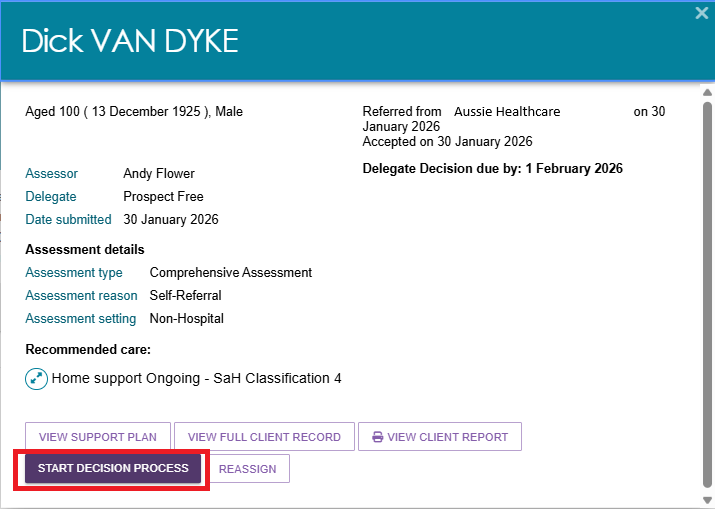 Dick VAN DYKE
Aged 100 ( 13 December 1925 ), Male
Referred from Aussie Healthcare on 30
January 2026
Accepted on 30 January 2026
Delegate Decision due by: 1 February 2026
Assessor Andy Flower
Delegate Prospect Free
Date submitted 30 January 2026
Assessment details
Assessment type Comprehensive Assessment
Assessment reason Self-Referral
Assessment setting Non-Hospital
Recommended care:
Home support Ongoing - SaH Classification 4
VIEW SUPPORT PLAN VIEW FULL CLIENT RECORD VIEW CLIENT REPORT
START DECISION PROCESS REASSIGN